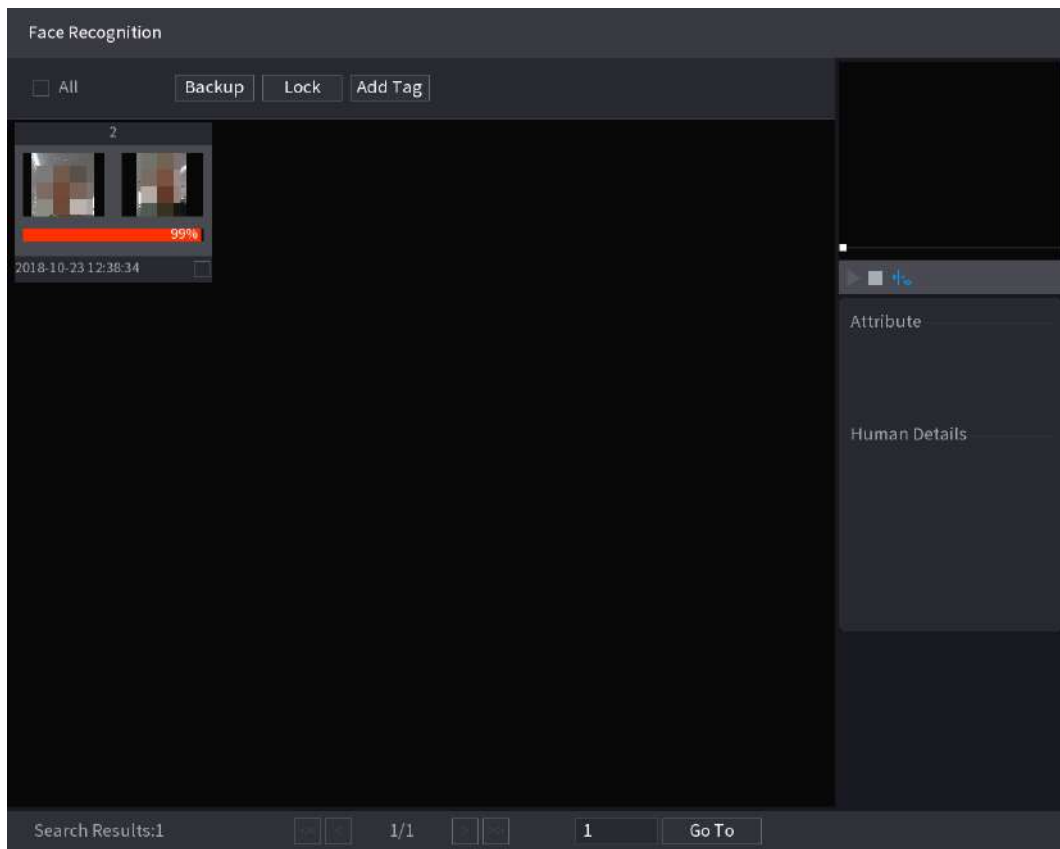 Face Recognition
All Backup Lock Add Tag
2
99%
2018-10-23 12:38:34
Attribute
Human Details
Search Results:1 1/1 1 Go To